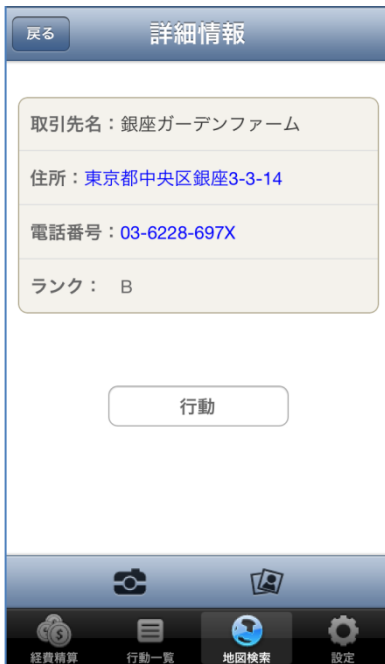 戻る
詳細情報
取引先名：銀座ガーデンファーム
住所：東京都中央区銀座3-3-14
電話番号：03-6228-697X
ランク： B
行動
経費精算
行動一覧
地図検索
設定